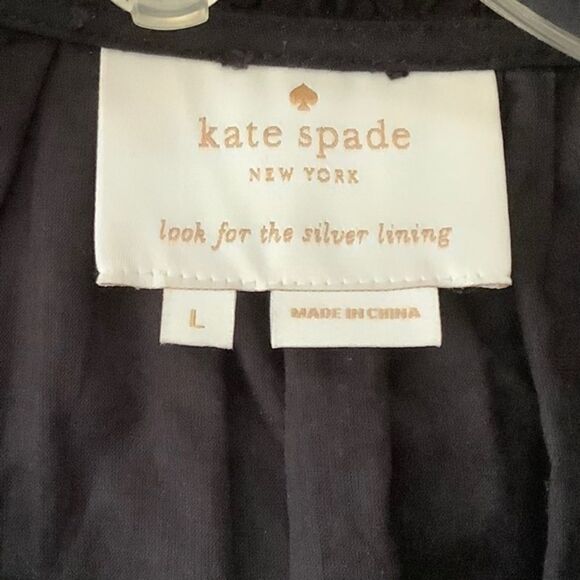 kate spade
NEW YORK
look for the silver lining
L
MADE IN CHINA